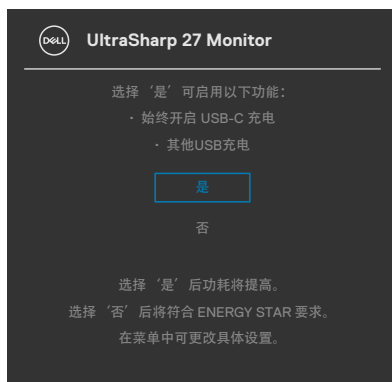 DELL UltraSharp 27 Monitor
选择‘是’可启用以下功能：
· 始终开启 USB-C 充电
· 其他USB充电
是
否
选择‘是’后功耗将提高。
选择‘否’后将符合 ENERGY STAR 要求。
在菜单中可更改具体设置。